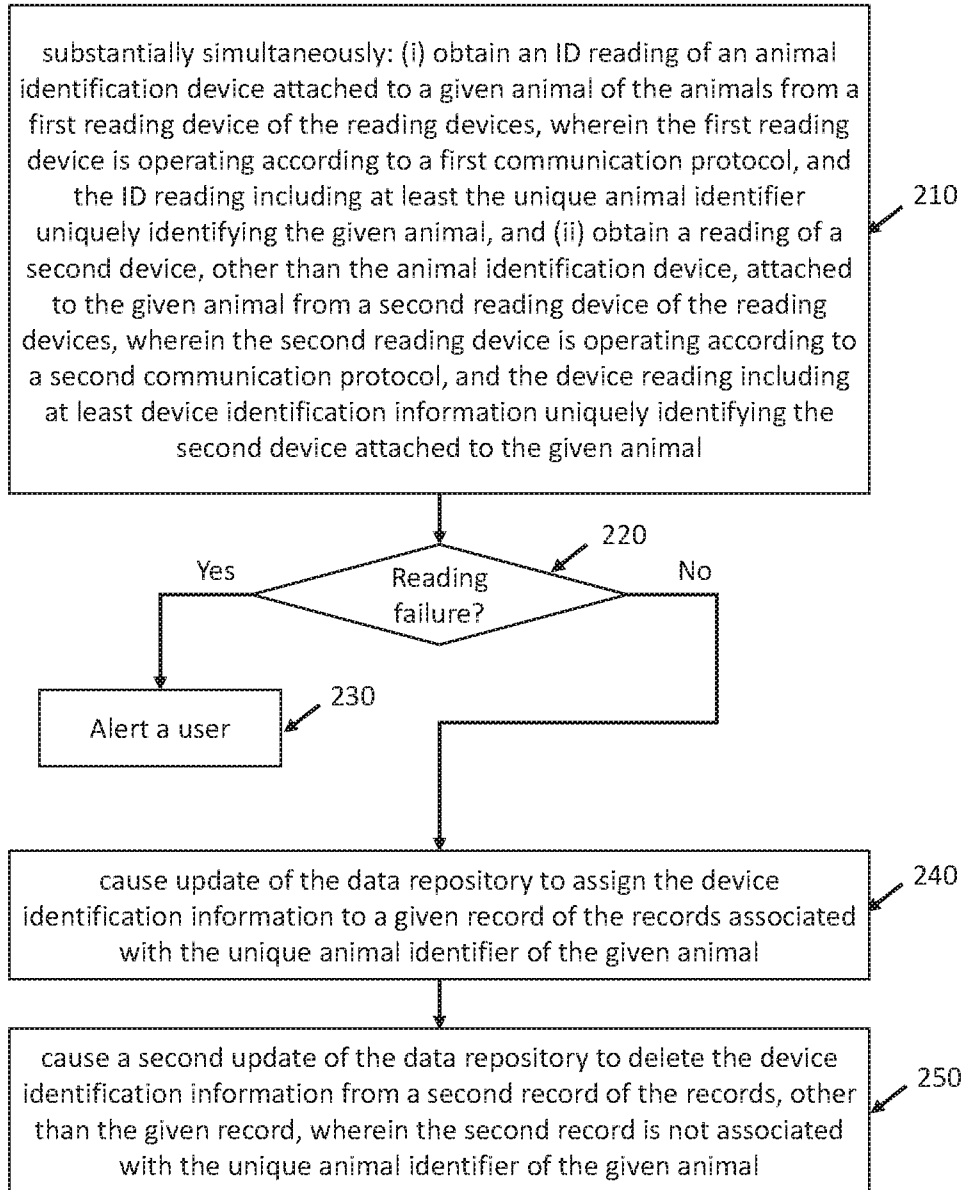 substantially simultaneously: (i) obtain an ID reading of an animal
identification device attached to a given animal of the animals from a
first reading device of the reading devices, wherein the first reading
device is operating according to a first communication protocol, and
the ID reading including at least the unique animal identifier
uniquely identifying the given animal, and (ii) obtain a reading of a
second device, other than the animal identification device, attached
to the given animal from a second reading device of the reading
devices, wherein the second reading device is operating according to
a second communication protocol, and the device reading including
at least device identification information uniquely identifying the
second device attached to the given animal
210
220
Yes
No
Reading
failure?
230
Alert a user
240
cause update of the data repository to assign the device
identification information to a given record of the records associated
with the unique animal identifier of the given animal
250
cause a second update of the data repository to delete the device
identification information from a second record of the records, other
than the given record, wherein the second record is not associated
with the unique animal identifier of the given animal